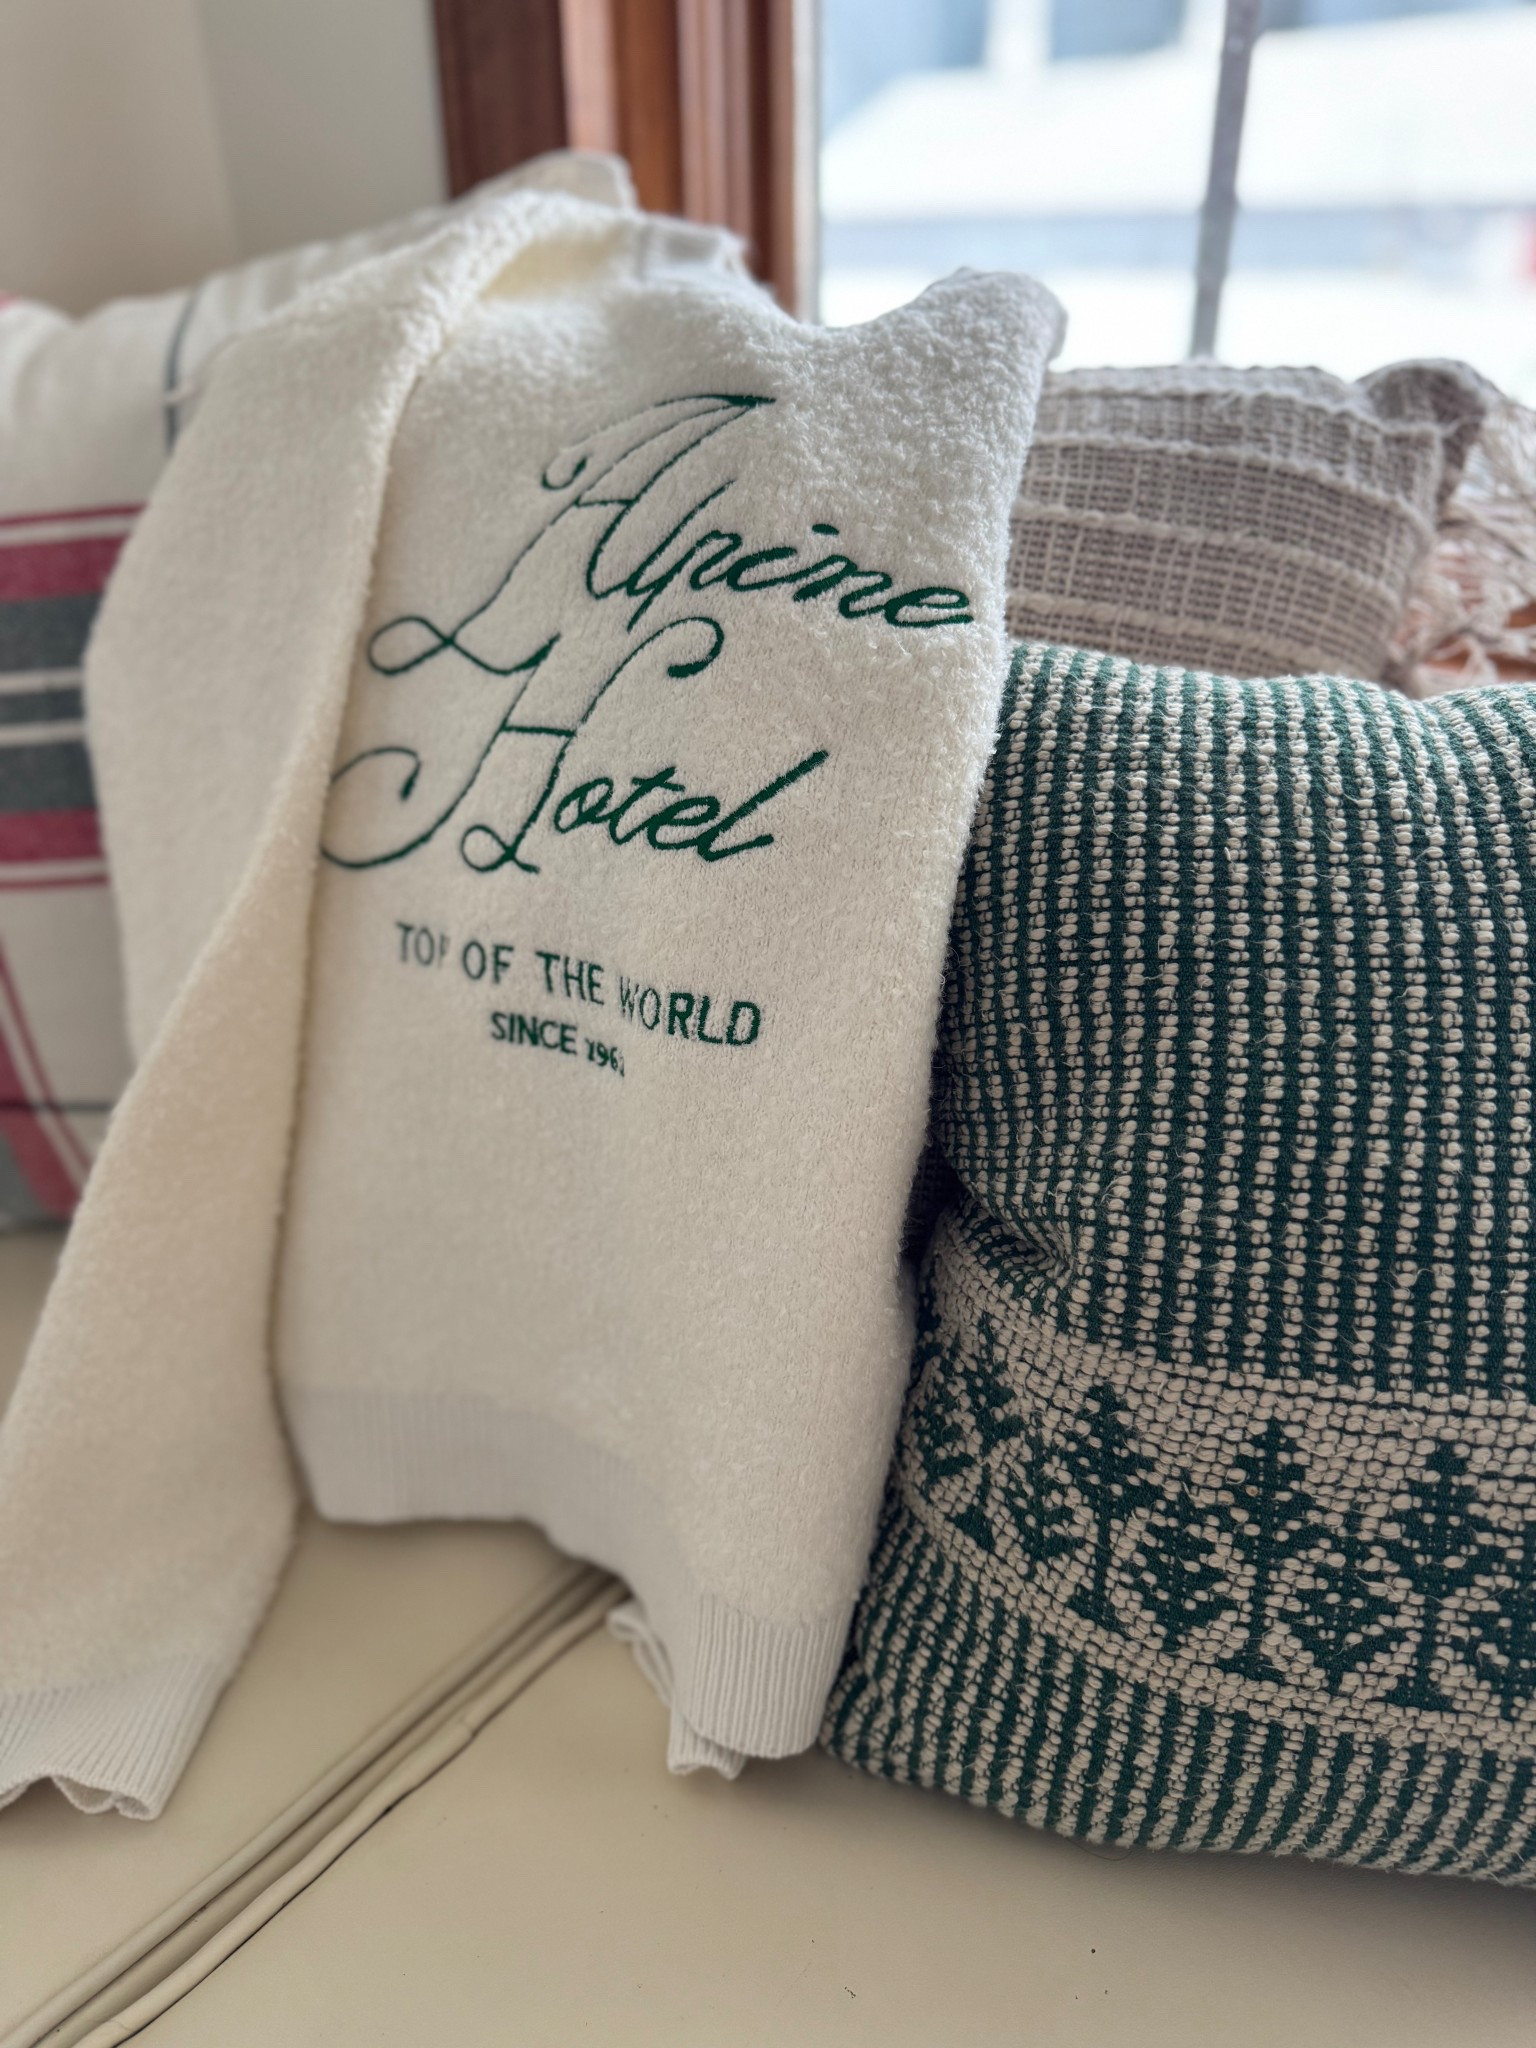 Alpine
Hotel
TOP OF THE WORLD
SINCE